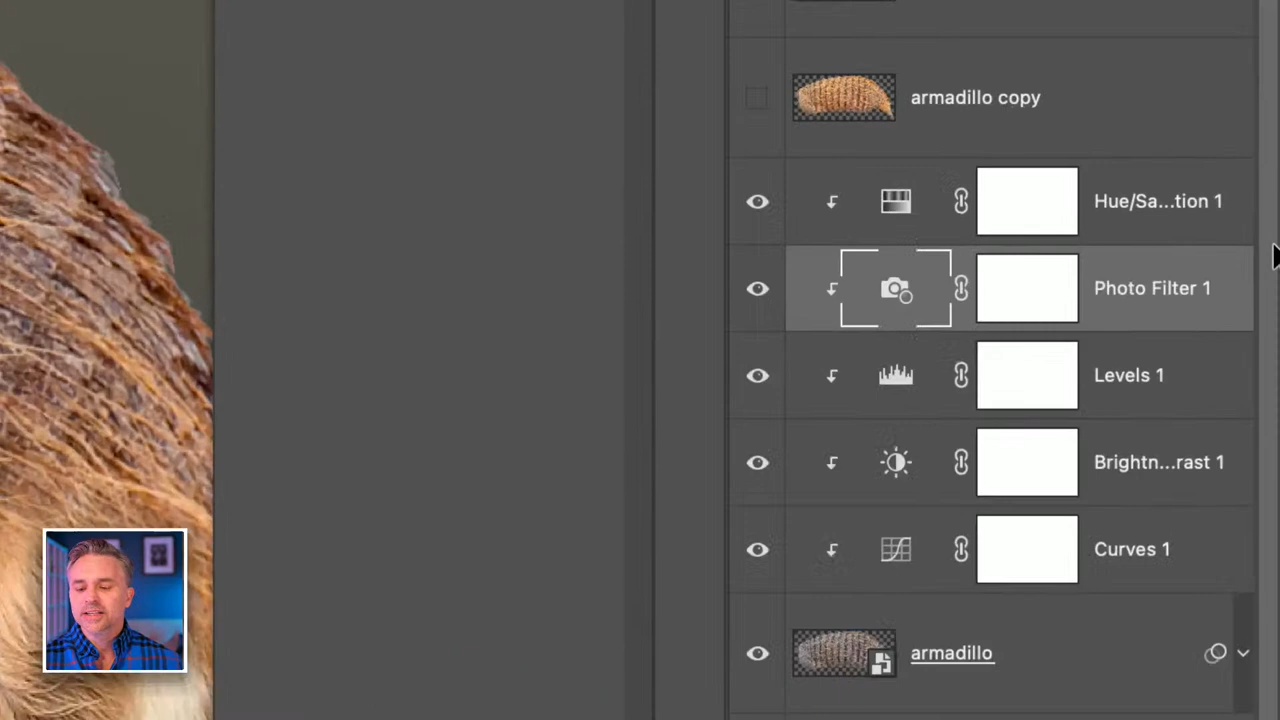 armadillo copy
Hue/Sa...tion 1
Photo Filter 1
Levels 1
Brightn...rast 1
Curves 1
armadillo